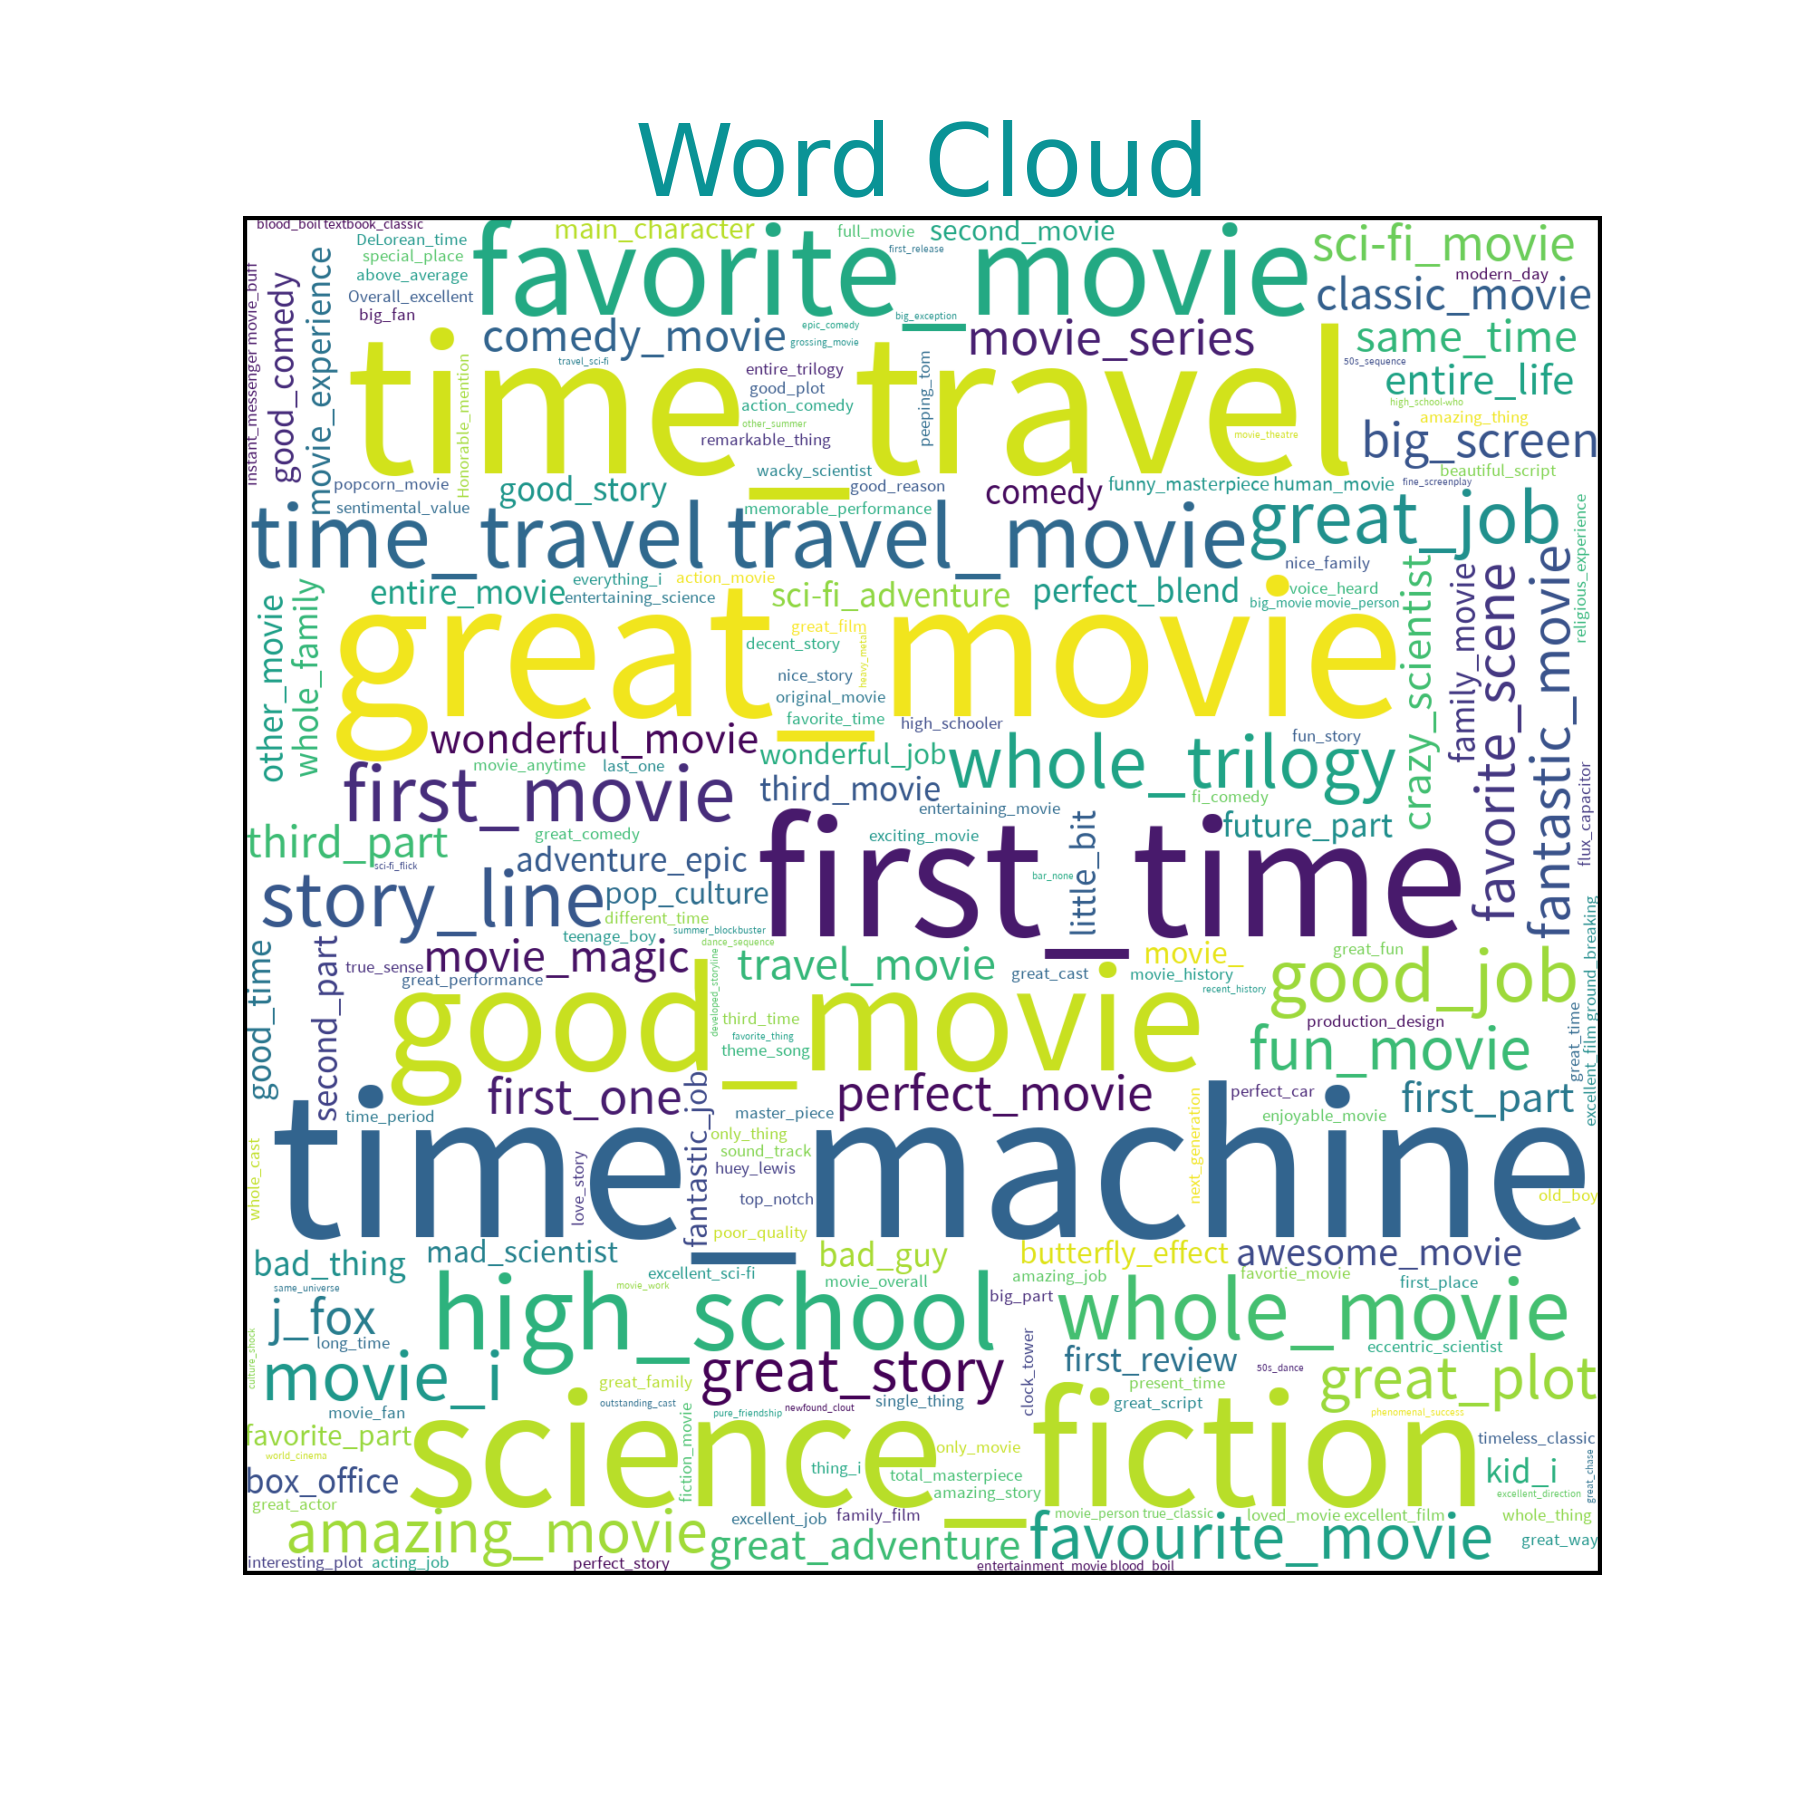 Word Cloud
blood_boil textbook_classic
main_character
full_movie
second_movie
DeLorean_time
first_release
favorite_movie
sci-fi_movie
special_place
above_average
modern_day
Overall_excellent
classic_movie
big_fan
big_exception
instant_messenger movie_buff
good_comedy
movie_experience
comedy_movie
epic_comedy
grossing_movie
movie_series
same_time
travel_sci-fi
50s_sequence
entire_trilogy
time_travel
Honorable_mention
good_plot
peeping_tom
entire_life
action_comedy
high_school-who
other_summer
amazing_thing
remarkable_thing
movie_theatre
big_screen
wacky_scientist
beautiful_script
popcorn_movie
good_story
good_reason
comedy
funny_masterpiece human_movie
fine_screenplay
sentimental_value
memorable_performance
time_travel travel_movie
great_job
religious_experience
nice_family
everything_i
action_movie
entire_movie
entertaining_science
sci-fi_adventure
perfect_blend
voice_heard
big_movie movie_person
other_movie
whole_family
great_film
decent_story
heavy_metal
great_movie
crazy_scientist
family_movie
favorite_scene
fantastic_movie
nice_story
original_movie
favorite_time
high_schooler
wonderful_movie
fun_story
wonderful_job
whole_trilogy
movie_anytime
last_one
first_movie
third_movie
fi_comedy
flux_capacitor
entertaining_movie
third_part
great_comedy
exciting_movie
little_bit
future_part
sci-fi_flick
adventure_epic
first_time
bar_none
story_line
pop_culture
different_time
teenage_boy
summer_blockbuster
dance_sequence
good_time
second_part
true_sense
movie_magic
great_performance
developed_storyline
travel_movie
great_cast
movie_
movie_history
recent_history
great_fun
good_job
excellent_film ground_breaking
good_movie
third_time
favorite_thing
theme_song
production_design
great_time
fun_movie
first_one
fantastic_job
perfect_movie
perfect_car
first_part
time_period
master_piece
next_generation
enjoyable_movie
time_machine
whole_cast
love_story
only_thing
sound_track
huey_lewis
top_notch
old_boy
poor_quality
bad_thing
mad_scientist
bad_guy
butterfly_effect
awesome_movie
excellent_sci-fi
movie_overall
amazing_job
favortie_movie
first_place
same_universe
movie_work
high_school
big_part
whole_movie
j_fox
long_time
culture_shock
clock_tower
first_review
eccentric_scientist
movie_i
great_story
50s_dance
great_plot
great_family
present_time
single_thing
great_script
outstanding_cast
newfound_clout
pure_friendship
phenomenal_success
movie_fan
science_fiction
fiction_movie
favorite_part
only_movie
timeless_classic
world_cinema
thing_i
total_masterpiece
kid_i
great_chase
box_office
amazing_story
excellent_direction
great_actor
amazing_movie
excellent_job
family_film
movie_person true_classic
loved_movie excellent_film
whole_thing
great_adventure
favourite_movie
great_way
interesting_plot
acting_job
perfect_story
entertainment_movie blood_boil